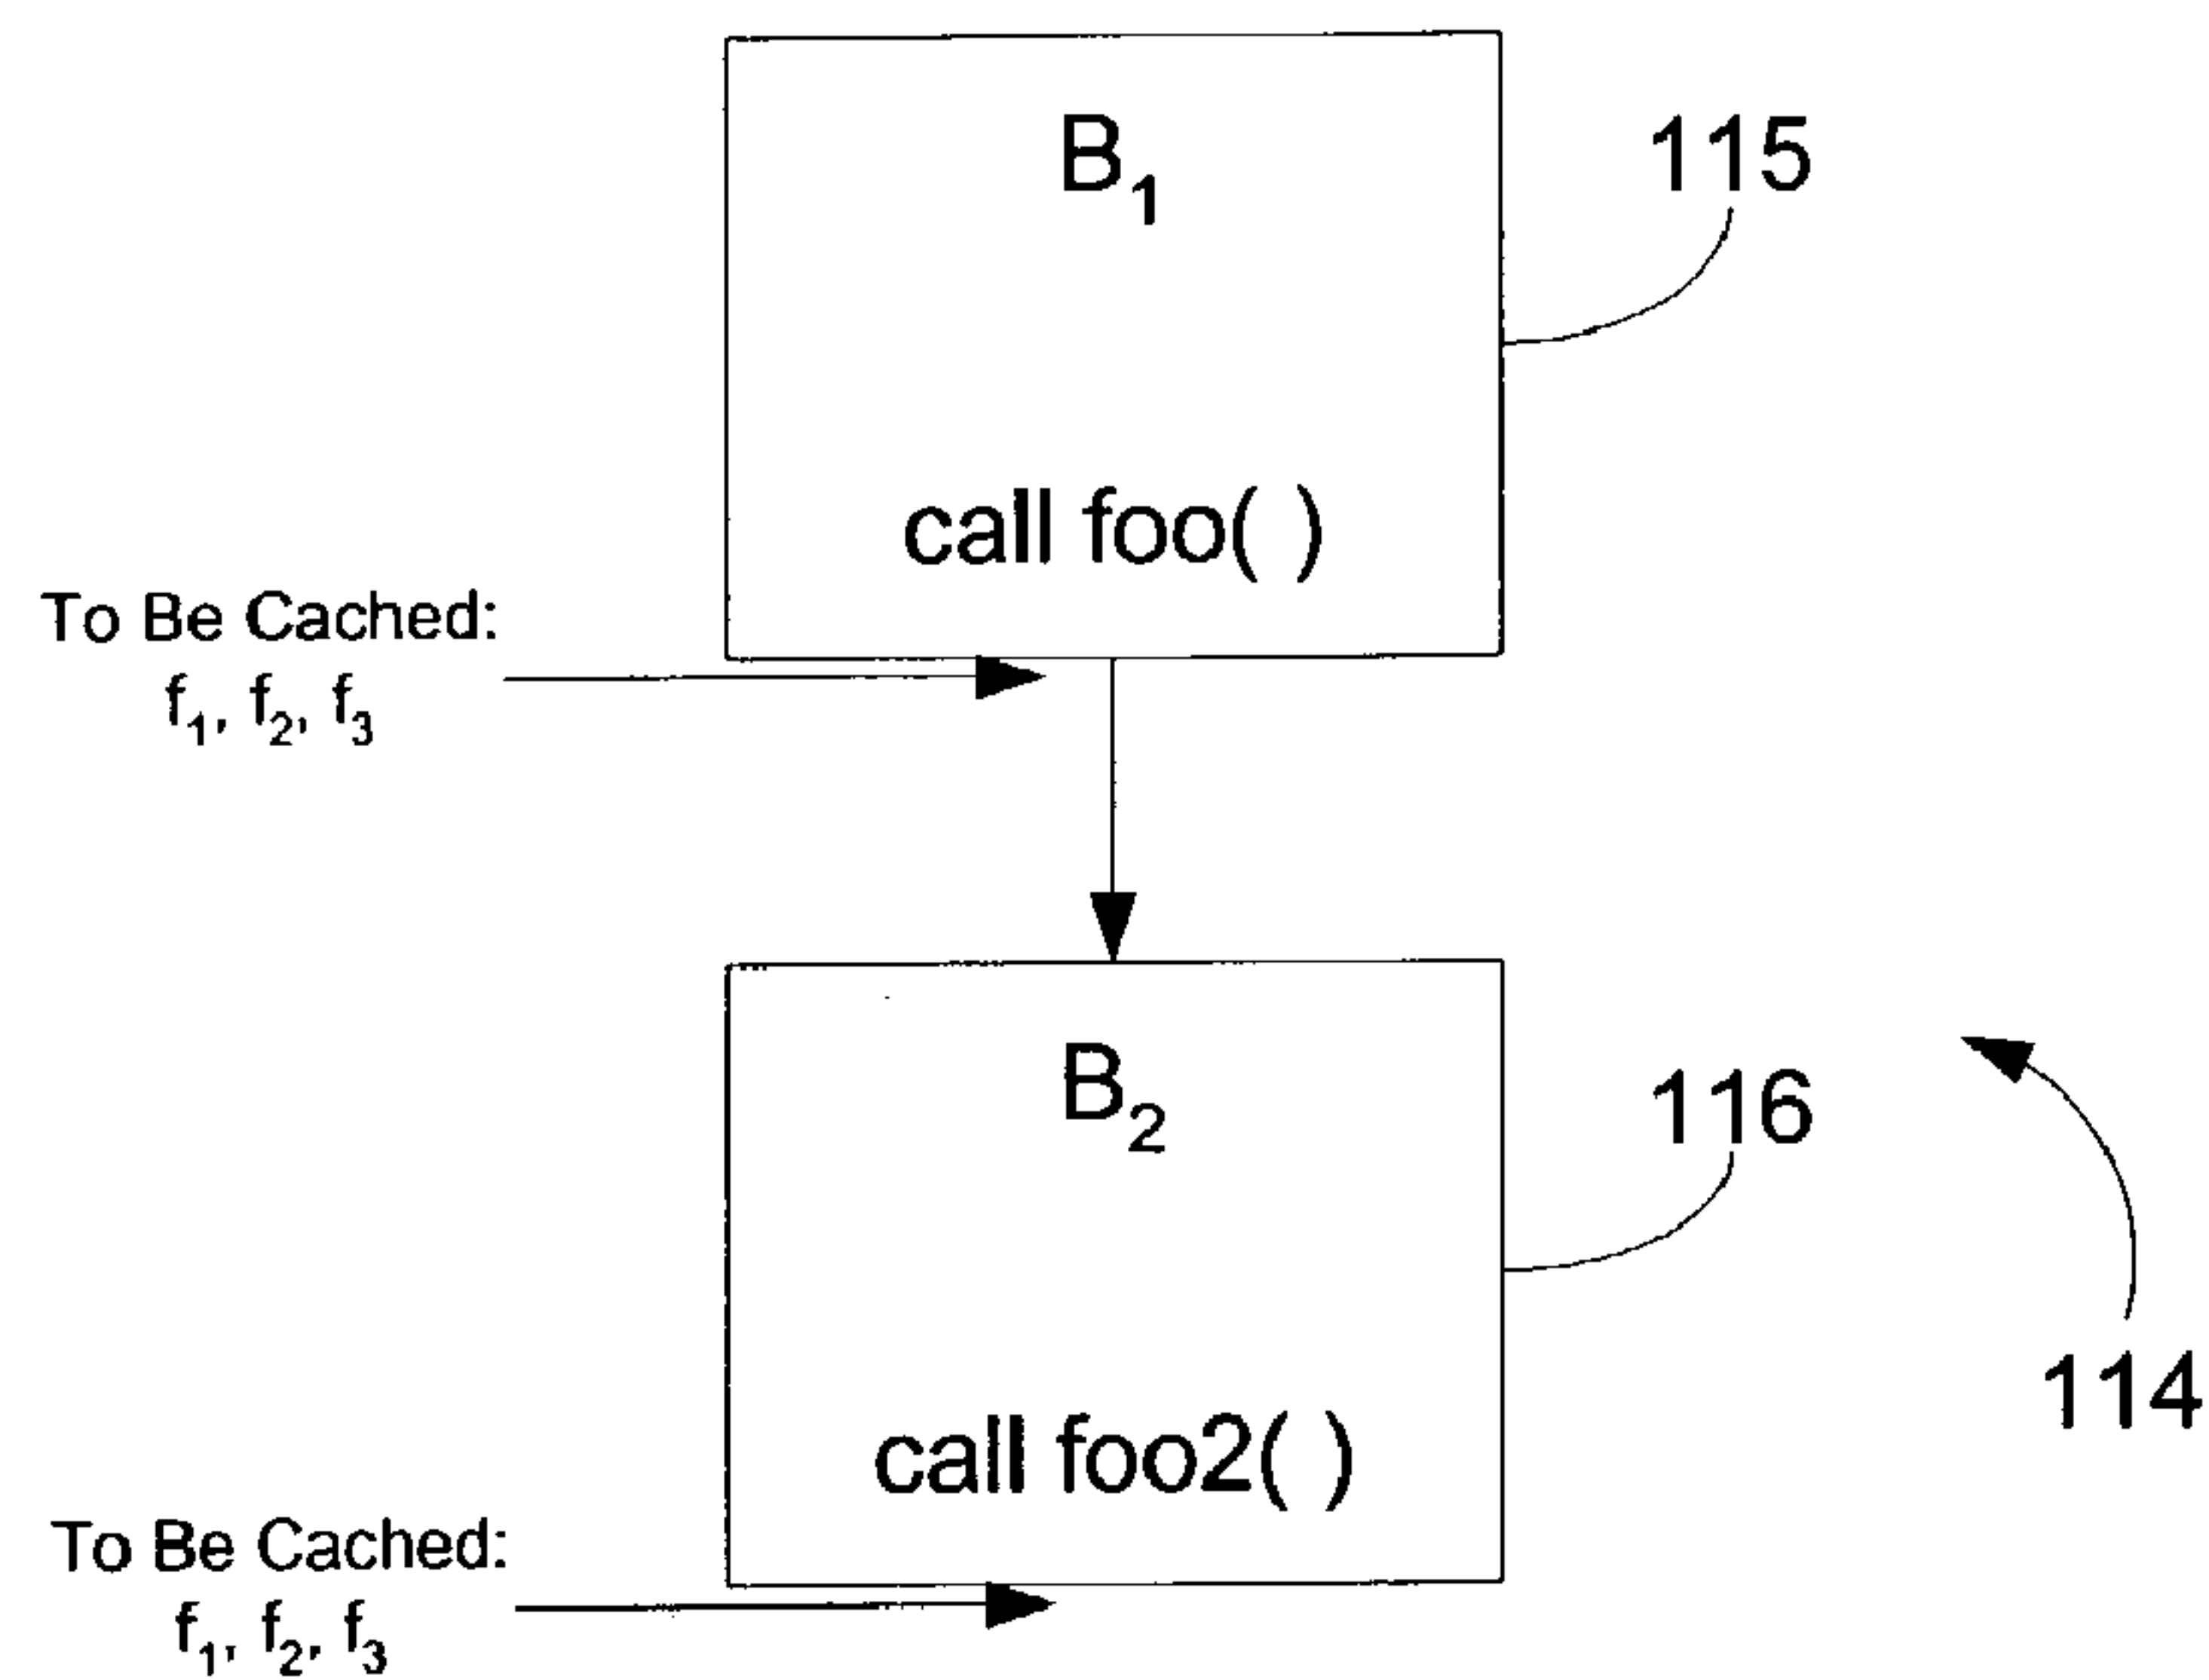 B₁
115
call foo( )
To Be Cached:
f₁, f₂, f₃
B₂
116
call foo2( )
114
To Be Cached:
f₁, f₂, f₃